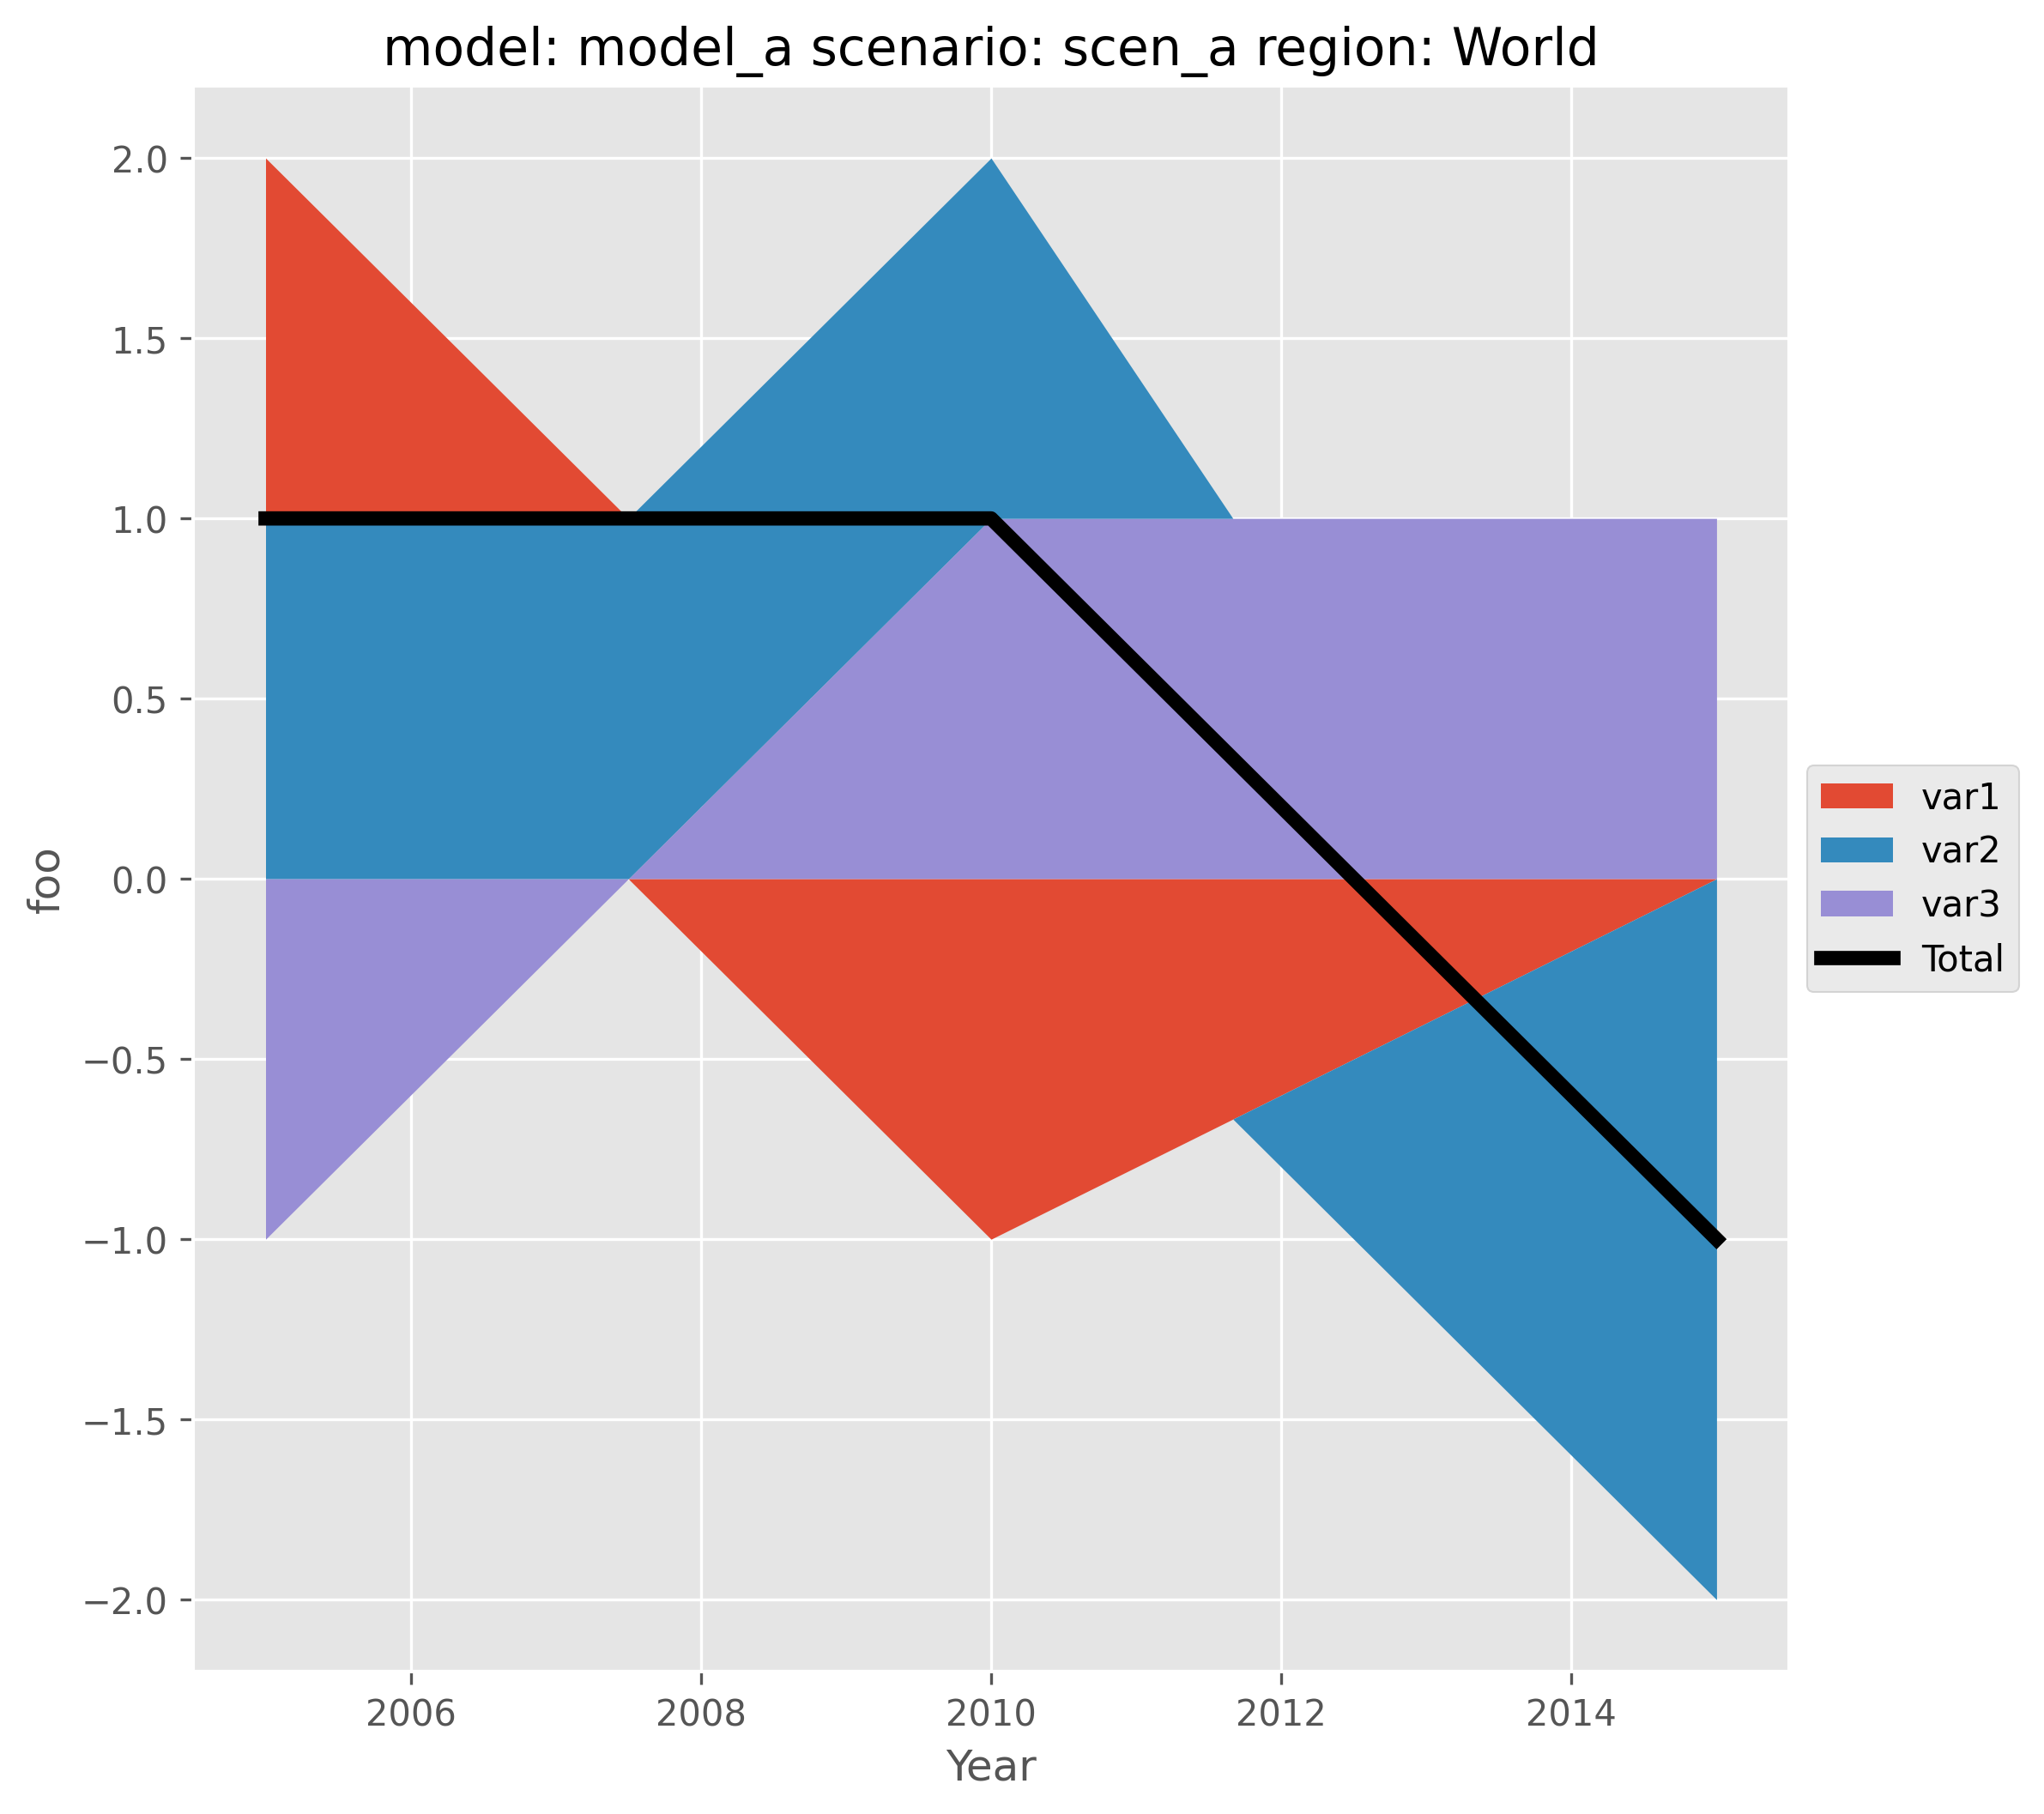 model: model_a scenario: scen_a region: World
2.0
1.5
1.0
0.5
0.0
−0.5
−1.0
−1.5
−2.0
foo
2006 2008 2010 2012 2014
Year
var1
var2
var3
Total